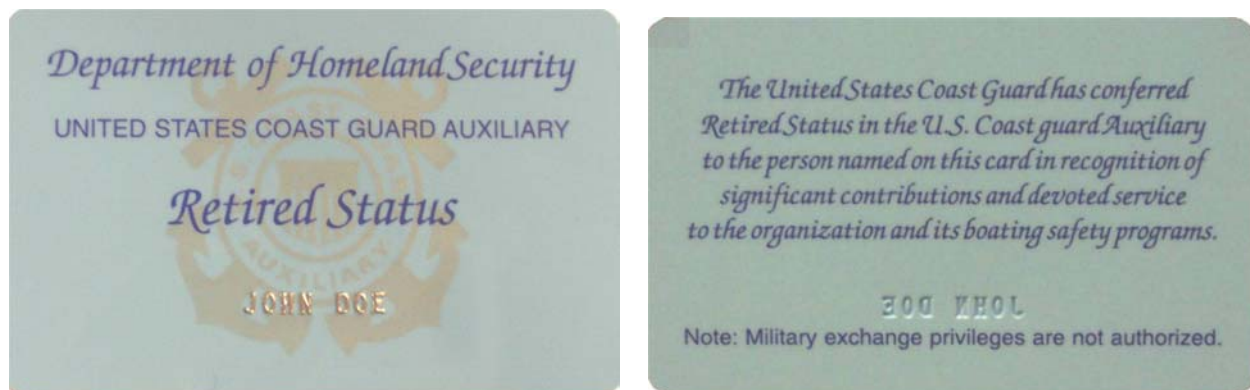 Department of Homeland Security
UNITED STATES COAST GUARD AUXILIARY
Retired Status
U.S. COAST GUARD
AUXILIARY
JOHN DOE
The United States Coast Guard has conferred
Retired Status in the U.S. Coast guard Auxiliary
to the person named on this card in recognition of
significant contributions and devoted service
to the organization and its boating safety programs.
JOHN DOE
Note: Military exchange privileges are not authorized.